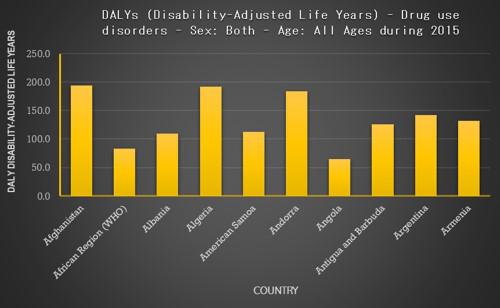 DALYs (Disability-Adjusted Life Years) - Drug use
disorders - Sex: Both - Age: All Ages during 2015
DALY DISABILITY-ADJUSTED LIFE YEARS
250.0
200.0
150.0
100.0
50.0
0.0
Afghanistan
African Region (WHO)
Albania
Algeria
American Samoa
Andorra
Angola
Antigua and Barbuda
Argentina
Armenia
COUNTRY